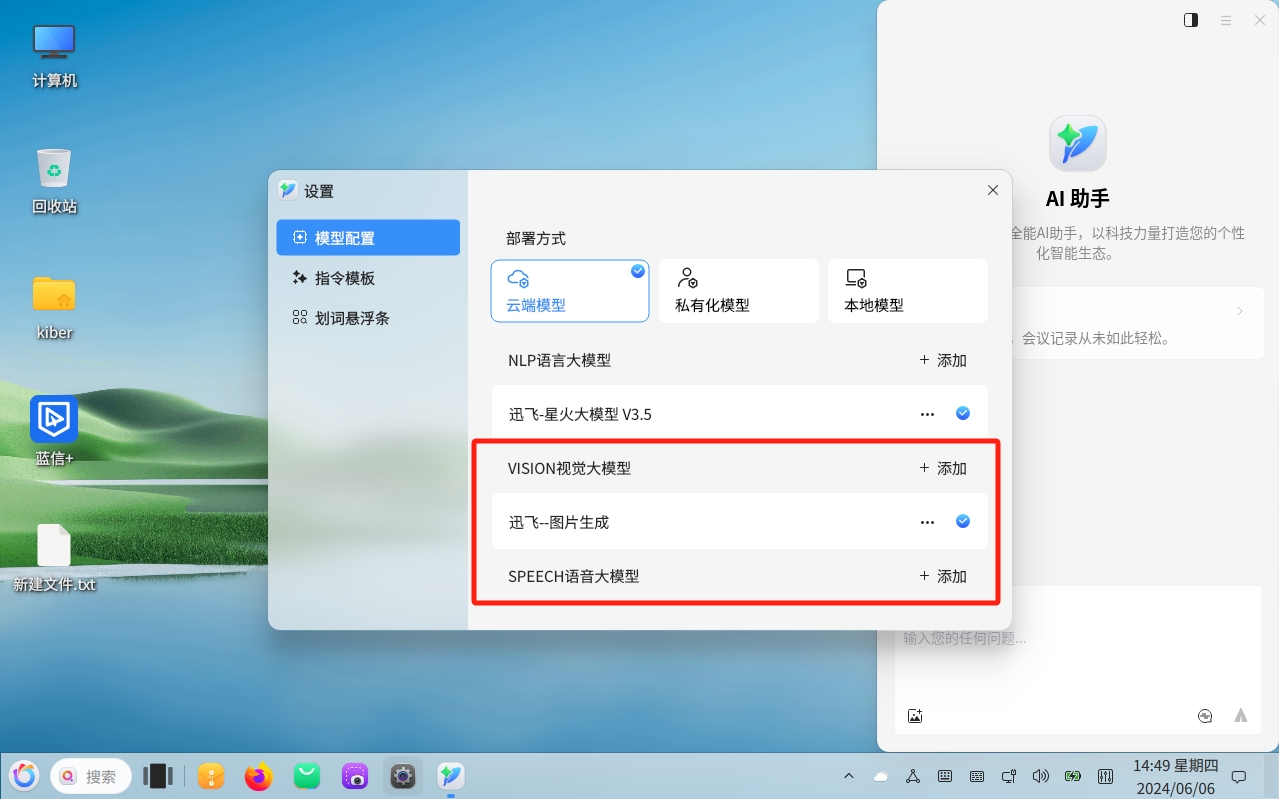 计算机
回收站
kiber
蓝信+
新建文件.txt
设置
模型配置
指令模板
划词悬浮条
部署方式
云端模型
私有化模型
本地模型
NLP语言大模型
+ 添加
迅飞-星火大模型 V3.5
VISION视觉大模型
+ 添加
迅飞--图片生成
SPEECH语音大模型
+ 添加
AI 助手
全能AI助手，以科技力量打造您的个性
化智能生态。
会议记录从未如此轻松。
输入您的任何问题...
搜索
14:49 星期四
2024/06/06